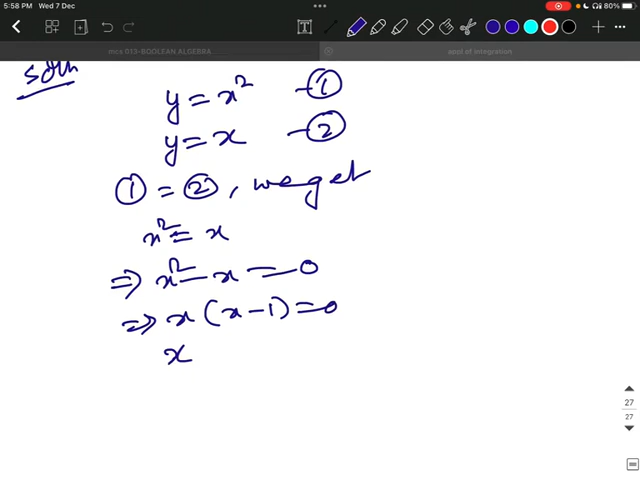 5:58 PM Wed 7 Dec
80%
mcs 013-BOOLEAN ALGEBRA
appl of integration
Soln
y = x² - ①
y = x - ②
① = ②, we get
x² = x
⇒ x² - x = 0
⇒ x (x - 1) = 0
x
27
27